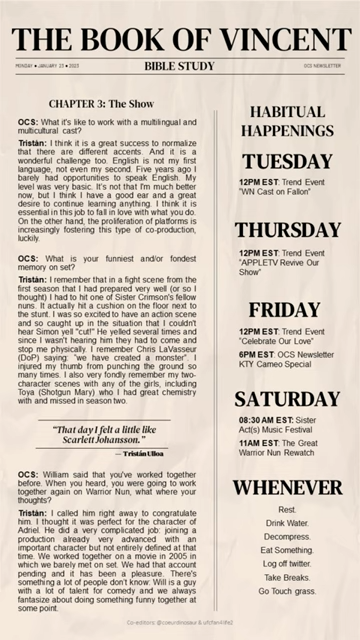 THE BOOK OF VINCENT
MONDAY • JANUARY 23 • 2023
BIBLE STUDY
OCS NEWSLETTER
CHAPTER 3: The Show
OCS: What it's like to work with a multilingual and
multicultural cast?
Tristán: I think it is a great success to normalize
that there are different accents. And it is a
wonderful challenge too. English is not my first
language, not even my second. Five years ago I
barely had opportunities to speak English. My
level was very basic. It's not that I'm much better
now, but I think I have a good ear and a great
desire to continue learning anything. I think it is
essential in this job to fall in love with what you do.
On the other hand, the proliferation of platforms is
increasingly fostering this type of co-production,
luckily.
OCS: What is your funniest and/or fondest
memory on set?
Tristán: I remember that in a fight scene from the
first season that I had prepared very well (or so I
thought) I had to hit one of Sister Crimson's fellow
nuns. It actually hit a cushion on the floor next to
the stunt. I was so excited to have an action scene
and so caught up in the situation that I couldn't
hear Simon yell "cut!" He yelled several times and
since I wasn't hearing him they had to come and
stop me physically. I remember Chris LaVasseur
(DoP) saying: "we have created a monster". I
injured my thumb from punching the ground so
many times. I also very fondly remember my two-
character scenes with any of the girls, including
Toya (Shotgun Mary) who I had great chemistry
with and missed in season two.
"That day I felt a little like
Scarlett Johansson."
— Tristán Ulloa
OCS: William said that you've worked together
before. When you heard, you were going to work
together again on Warrior Nun, what where your
thoughts?
Tristán: I called him right away to congratulate
him. I thought it was perfect for the character of
Adriel. He did a very complicated job: joining a
production already very advanced with an
important character but not entirely defined at that
time. We worked together on a movie in 2005 in
which we barely met on set. We had that account
pending and it has been a pleasure. There's
something a lot of people don't know. Will is a guy
with a lot of talent for comedy and we always
fantasize about doing something funny together at
some point.
HABITUAL
HAPPENINGS
TUESDAY
12PM EST: Trend Event
"WN Cast on Fallon"
THURSDAY
12PM EST: Trend Event
"APPLETV Revive Our
Show"
FRIDAY
12PM EST: Trend Event
"Celebrate Our Love"
6PM EST: OCS Newsletter
KTY Cameo Special
SATURDAY
08:30 AM EST: Sister
Act(s) Music Festival
11AM EST: The Great
Warrior Nun Rewatch
WHENEVER
Rest.
Drink Water.
Decompress.
Eat Something.
Log off twitter.
Take Breaks.
Go Touch grass.
Co-editors: